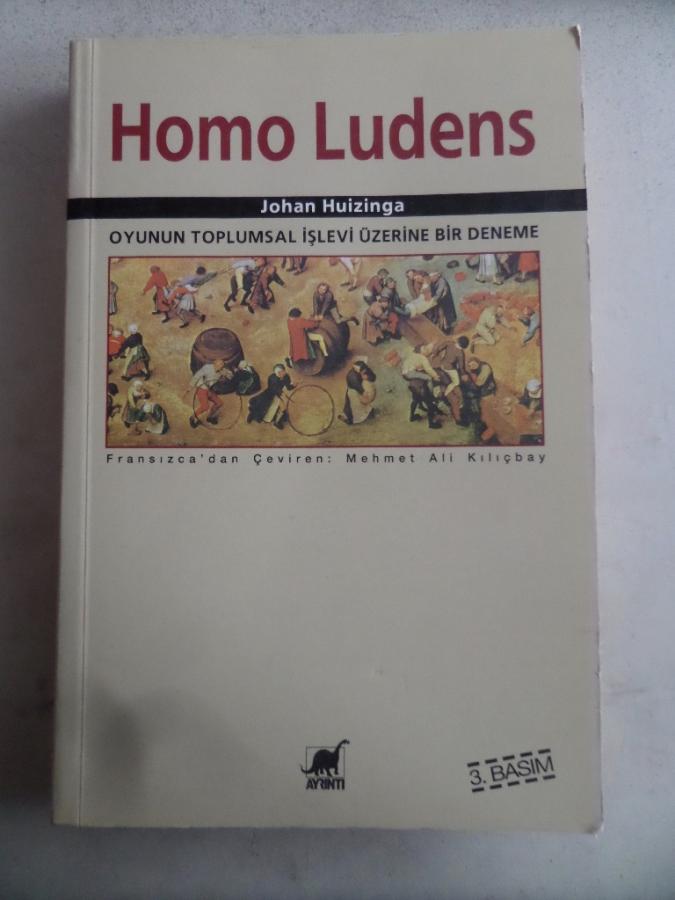 Homo Ludens
Johan Huizinga
OYUNUN TOPLUMSAL İŞLEVİ ÜZERİNE BİR DENEME
Fransızca'dan Çeviren: Mehmet Ali Kılıçbay
AYRINTI
3. BASIM